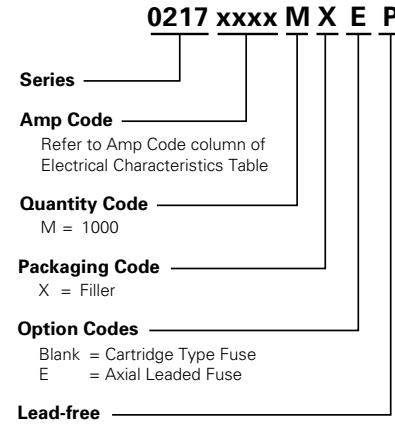 0217 xxxx M X E P
Series
Amp Code
Refer to Amp Code column of
Electrical Characteristics Table
Quantity Code
M = 1000
Packaging Code
X = Filler
Option Codes
Blank = Cartridge Type Fuse
E = Axial Leaded Fuse
Lead-free